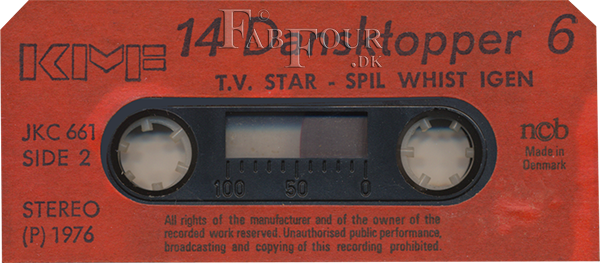 KMF 14 Dansktopper 6
© FABFOUR.DK
T.V. STAR - SPIL WHIST IGEN
JKC 661
SIDE 2
ncb
Made in
Denmark
100 50 0
STEREO
(P) 1976
All rights of the manufacturer and of the owner of the
recorded work reserved. Unauthorised public performance,
broadcasting and copying of this recording prohibited.